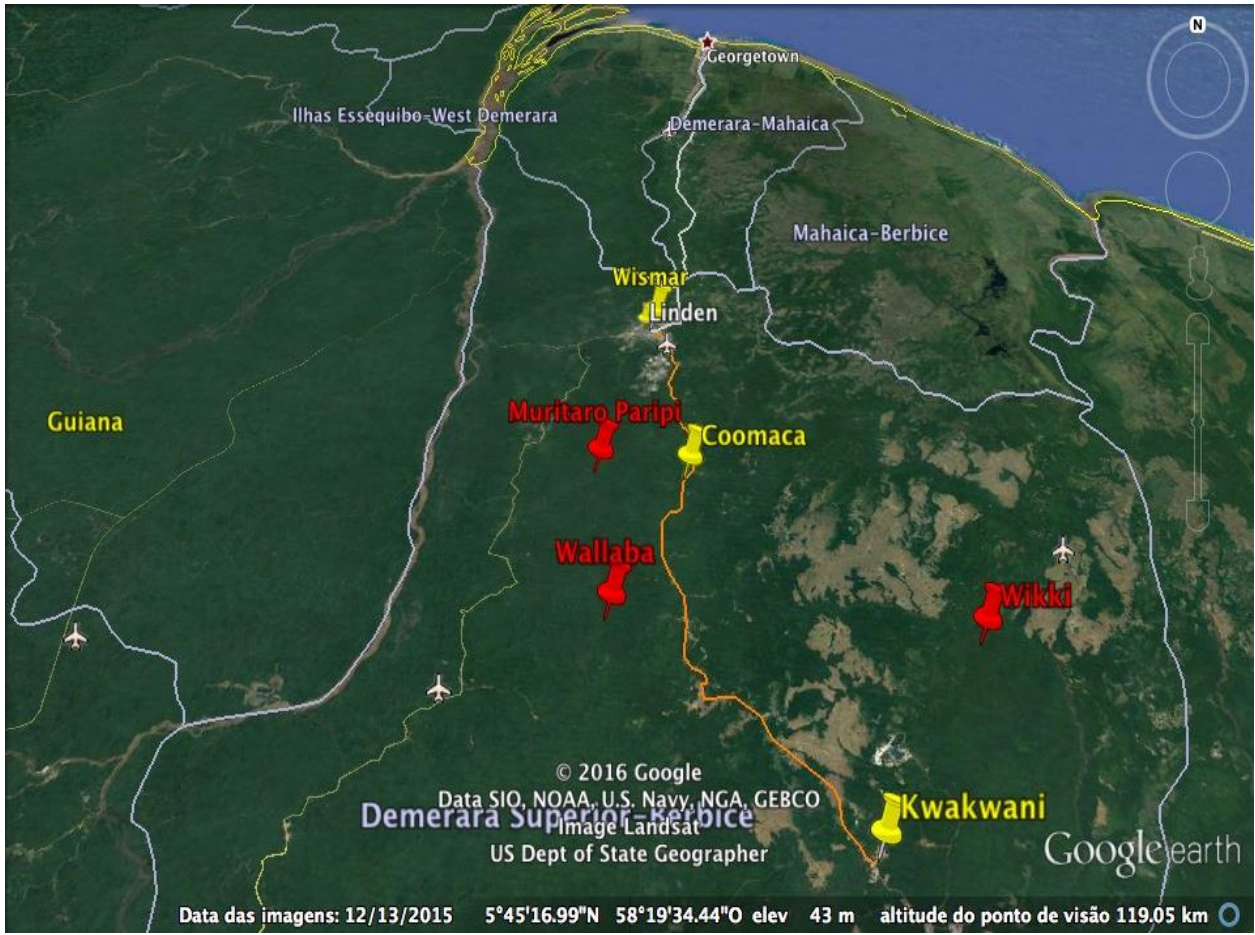 N
Georgetown
Ilhas Essequibo-West Demerara
Demerara-Mahaica
Mahaica-Berbice
Wismar
Linden
Muritaro Paripi
Guiana
Coomaca
Wallaba
Wikki
© 2016 Google
Data SIO, NOAA, U.S. Navy, NGA, GEBCO
Demerara Superior-Berbice
Image Landsat
US Dept of State Geographer
Kwakwani
Google earth
Data das imagens: 12/13/2015 5°45'16.99"N 58°19'34.44"O elev 43 m altitude do ponto de visão 119.05 km